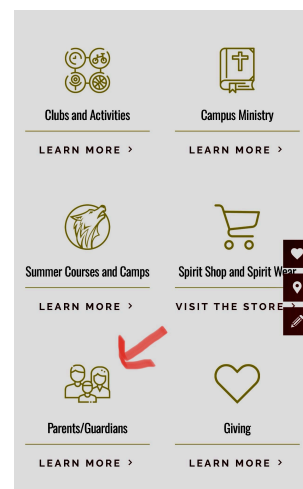 Clubs and Activities
Campus Ministry
LEARN MORE >
LEARN MORE >
Summer Courses and Camps
Spirit Shop and Spirit Wear
LEARN MORE >
VISIT THE STORE >
Parents/Guardians
Giving
LEARN MORE >
LEARN MORE >